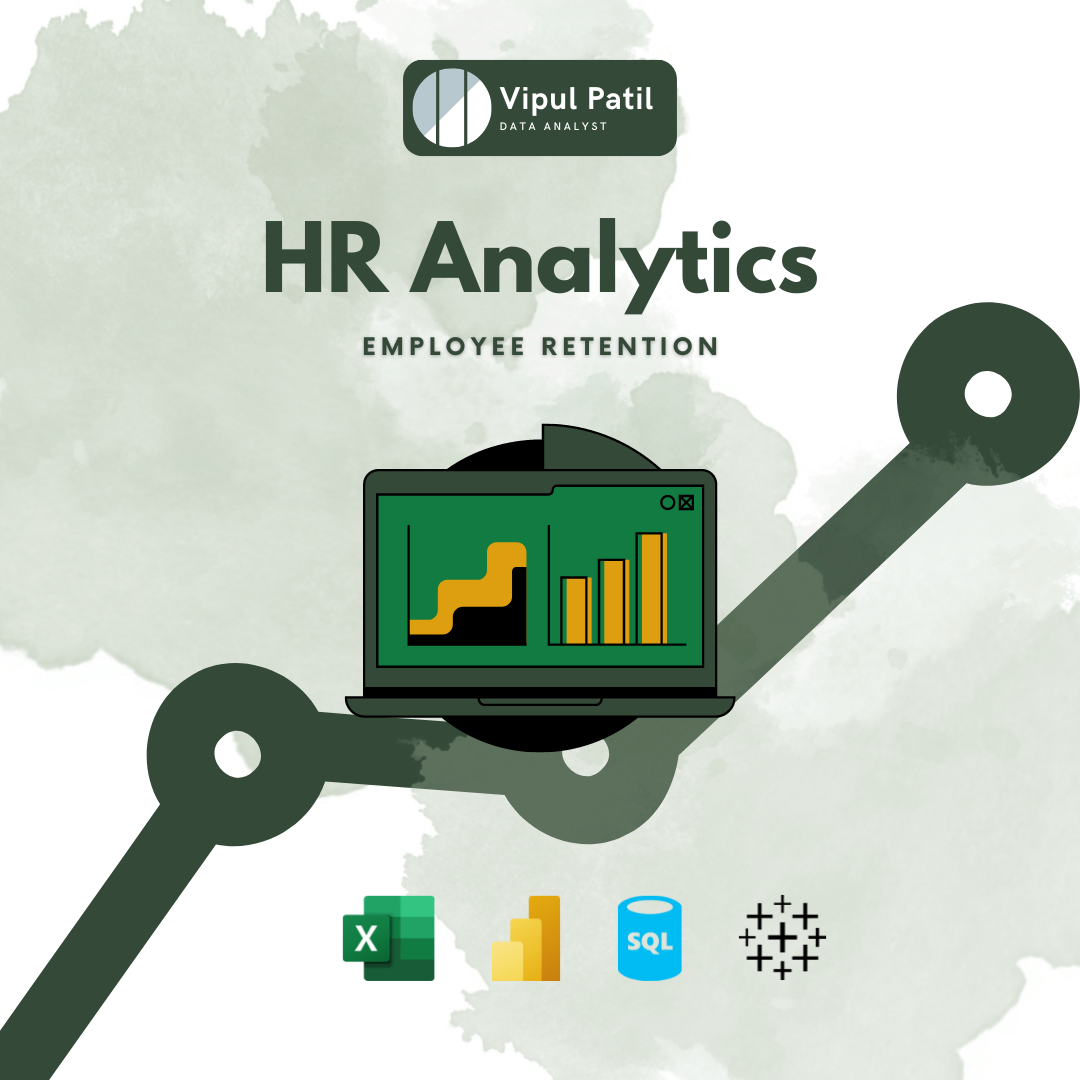 Vipul Patil
DATA ANALYST
HR Analytics
EMPLOYEE RETENTION
X
SQL